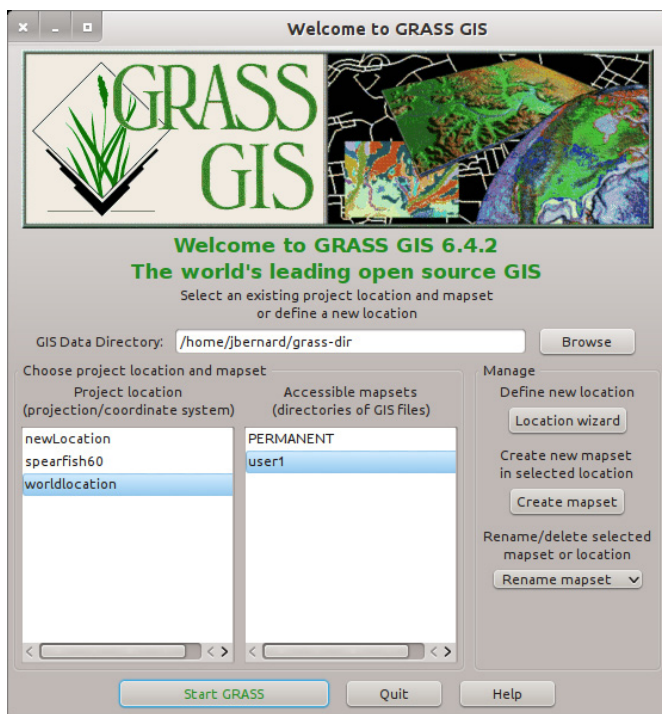 Welcome to GRASS GIS
GRASS
GIS
Welcome to GRASS GIS 6.4.2
The world's leading open source GIS
Select an existing project location and mapset
or define a new location
GIS Data Directory: /home/jbernard/grass-dir Browse
Choose project location and mapset
Project location
(projection/coordinate system)
newLocation
spearfish60
worldlocation
Accessible mapsets
(directories of GIS files)
PERMANENT
user1
Manage
Define new location
Location wizard
Create new mapset
in selected location
Create mapset
Rename/delete selected
mapset or location
Rename mapset
Start GRASS Quit Help